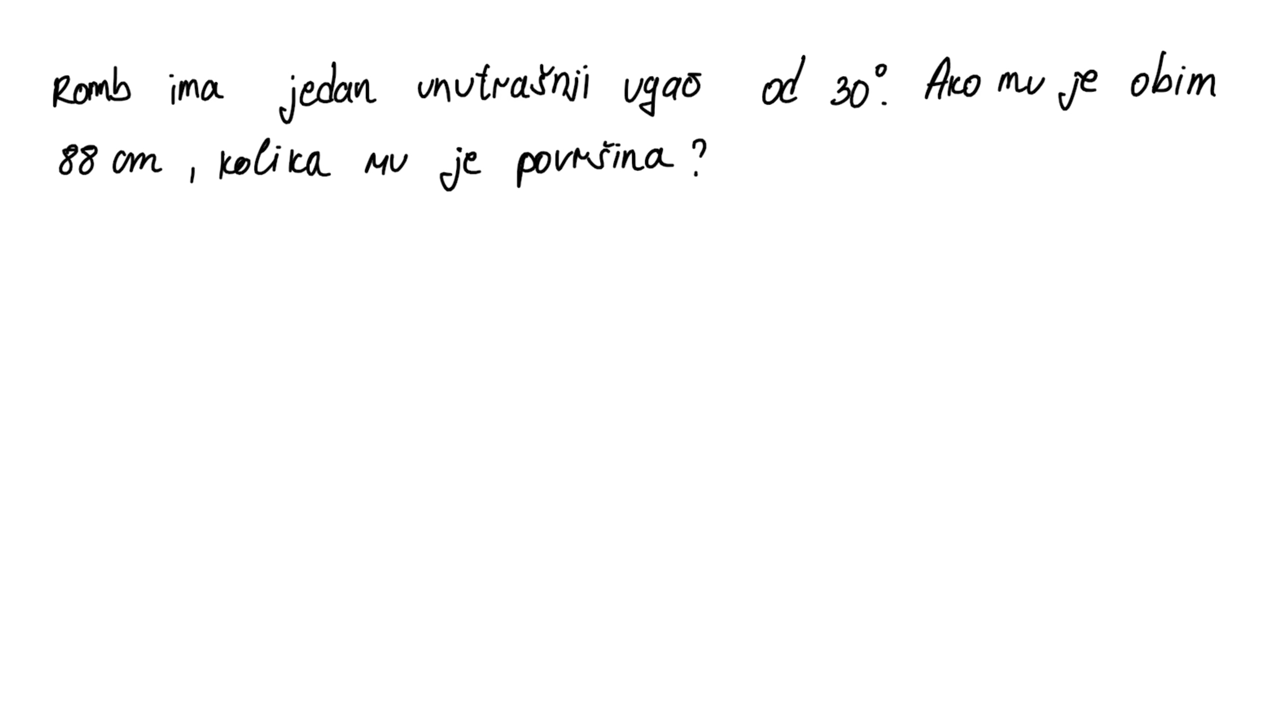 Romb ima jedan unutrašnji ugao od 30°. Ako mu je obim
88 cm, kolika mu je površina?